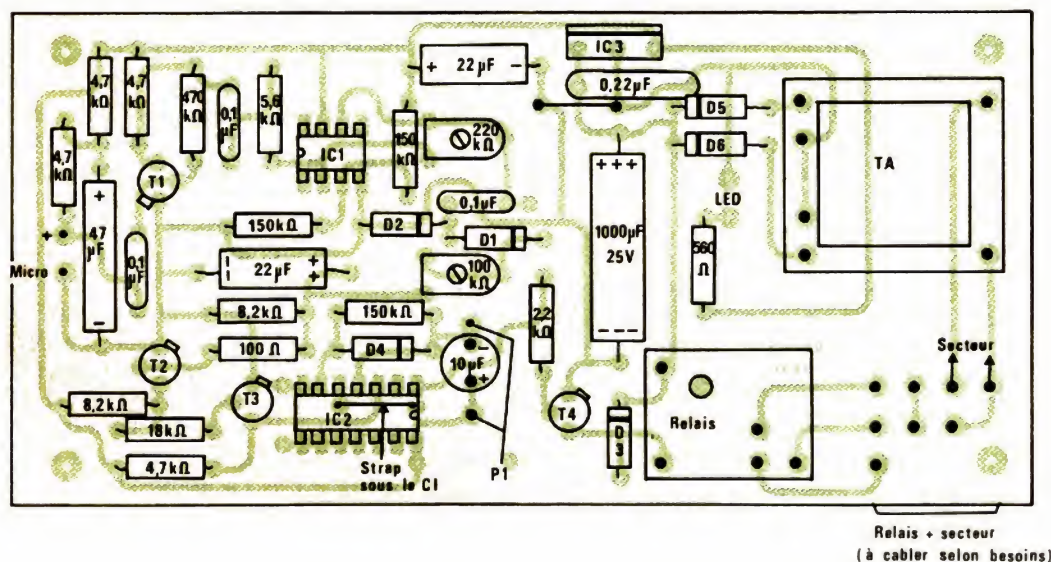 4,7
kΩ
4,7
kΩ
470
kΩ
0,1
µF
5,6
kΩ
IC1
+ 22µF −
150
kΩ
220
kΩ
IC3
0,22µF
D5
D6
TA
4,7
kΩ
T1
+
47
µF
−
+
Micro
0,1
µF
150kΩ
22µF
+
+
D2
0,1µF
D1
100
kΩ
+++
1000µF
25V
---
LED
560
Ω
8,2kΩ
150kΩ
100Ω
D4
10µF
−
+
2,2
kΩ
T2
T3
8,2kΩ
18kΩ
4,7kΩ
IC2
Strap
sous le CI
P1
T4
D
3
Relais
Secteur
Relais + secteur
(à cabler selon besoins)